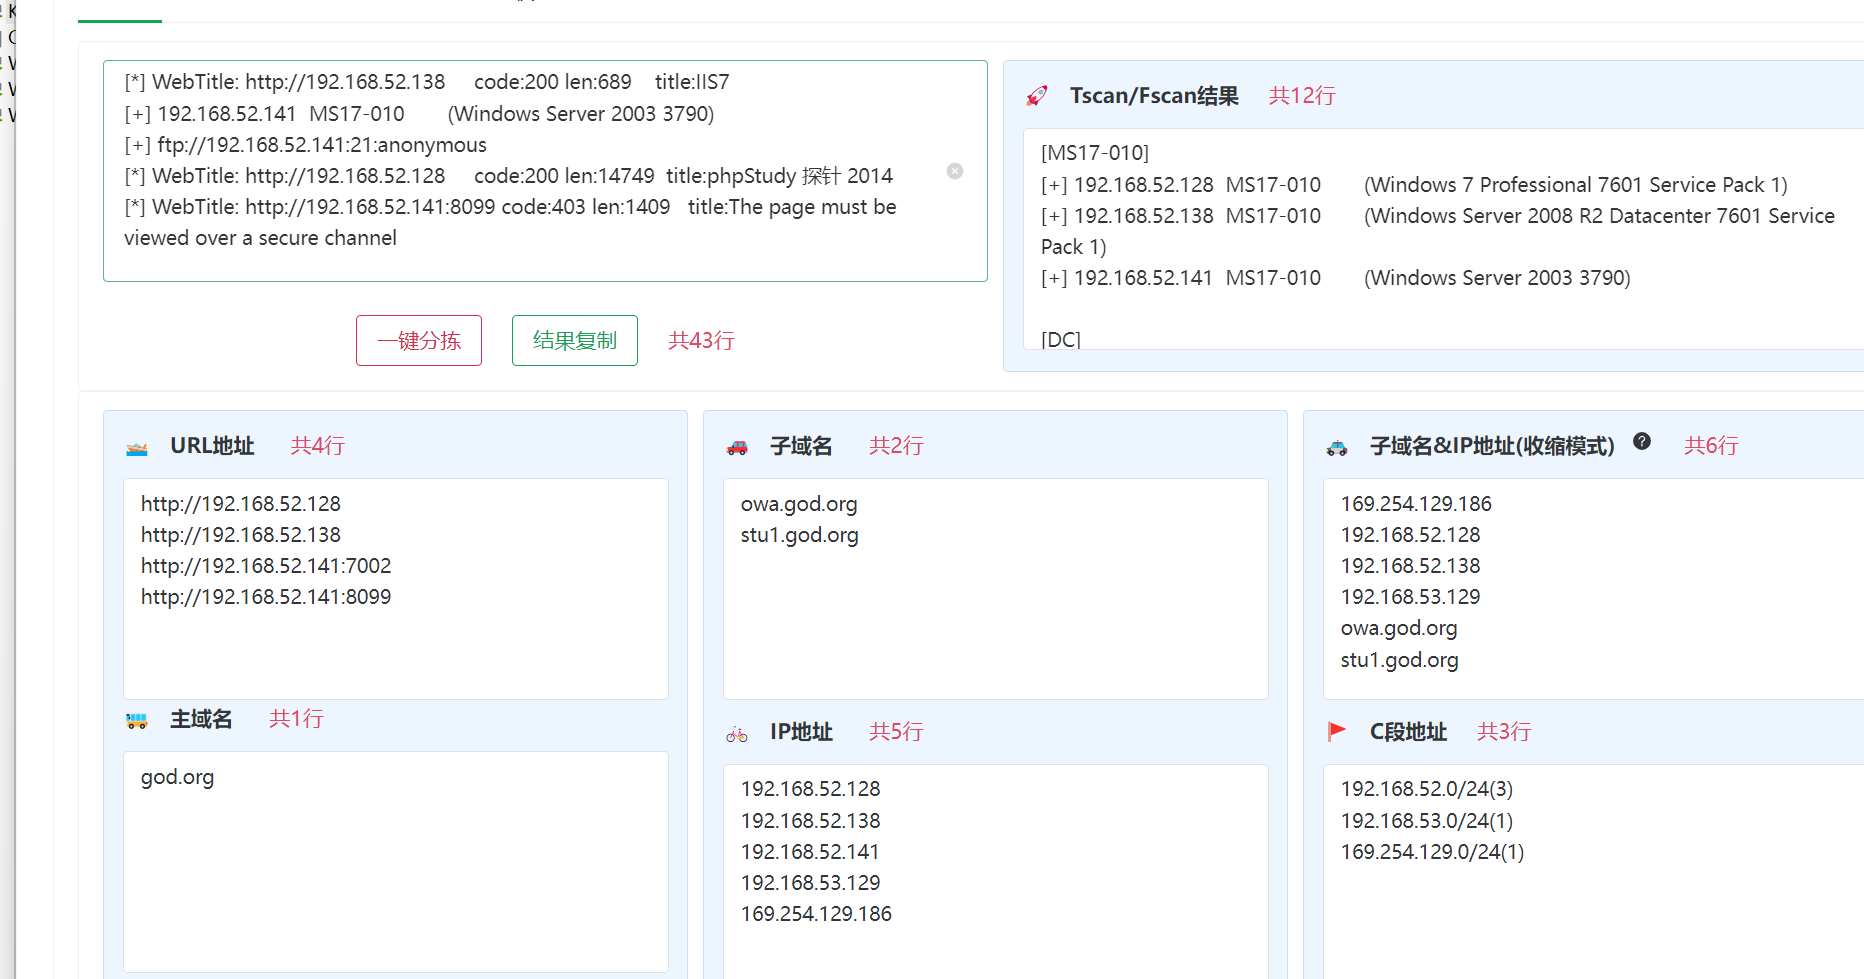 [*] WebTitle: http://192.168.52.138 code:200 len:689 title:IIS7
[+] 192.168.52.141 MS17-010 (Windows Server 2003 3790)
[+] ftp://192.168.52.141:21:anonymous
[*] WebTitle: http://192.168.52.128 code:200 len:14749 title:phpStudy 探针 2014
[*] WebTitle: http://192.168.52.141:8099 code:403 len:1409 title:The page must be
viewed over a secure channel
一键分拣 结果复制 共43行
Tscan/Fscan结果 共12行
[MS17-010]
[+] 192.168.52.128 MS17-010 (Windows 7 Professional 7601 Service Pack 1)
[+] 192.168.52.138 MS17-010 (Windows Server 2008 R2 Datacenter 7601 Service
Pack 1)
[+] 192.168.52.141 MS17-010 (Windows Server 2003 3790)
[DC]
URL地址 共4行
http://192.168.52.128
http://192.168.52.138
http://192.168.52.141:7002
http://192.168.52.141:8099
子域名 共2行
owa.god.org
stu1.god.org
子域名&IP地址(收缩模式) ? 共6行
169.254.129.186
192.168.52.128
192.168.52.138
192.168.53.129
owa.god.org
stu1.god.org
主域名 共1行
god.org
IP地址 共5行
192.168.52.128
192.168.52.138
192.168.52.141
192.168.53.129
169.254.129.186
C段地址 共3行
192.168.52.0/24(3)
192.168.53.0/24(1)
169.254.129.0/24(1)